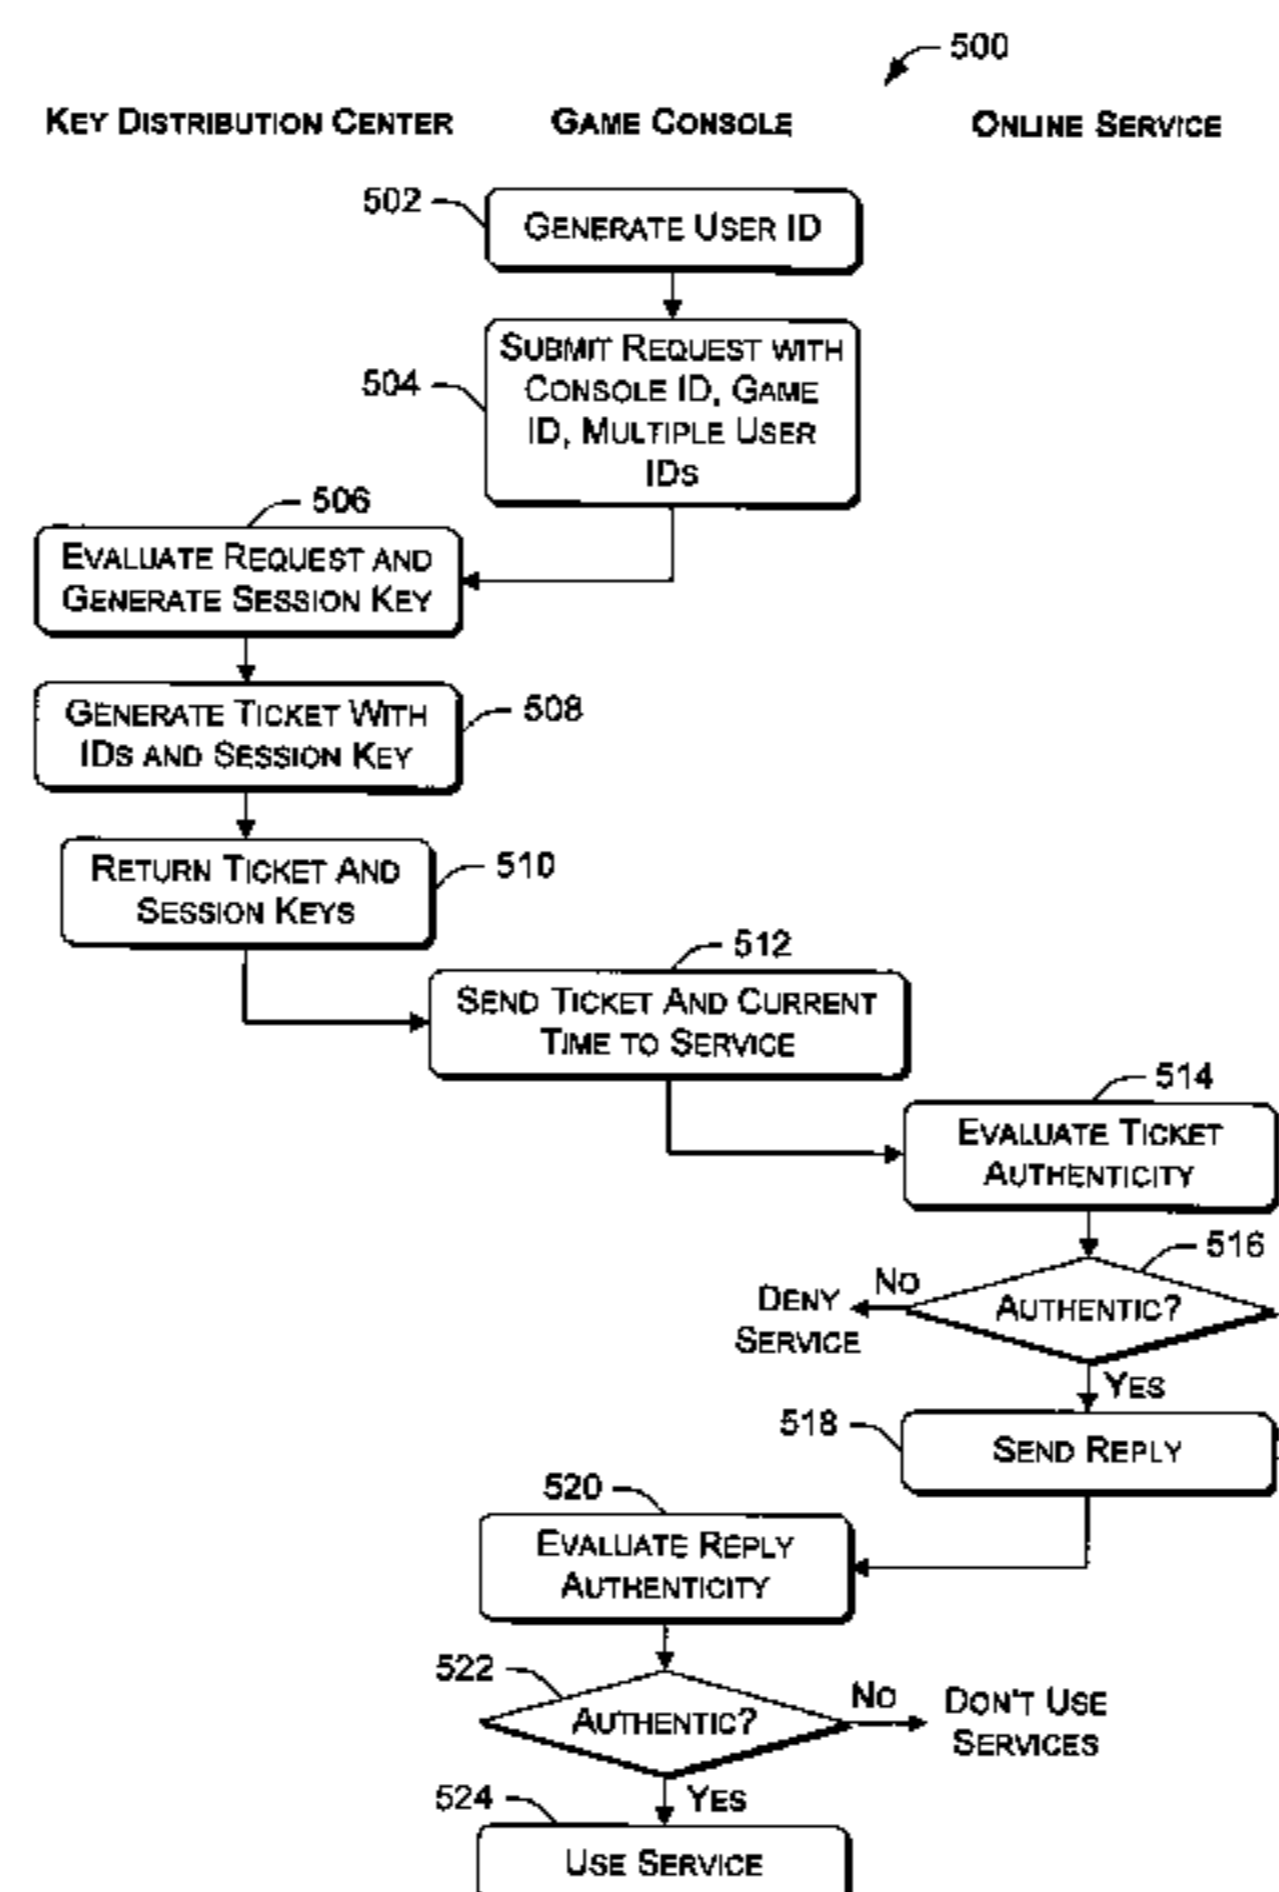 500
KEY DISTRIBUTION CENTER
GAME CONSOLE
ONLINE SERVICE
502
GENERATE USER ID
504
SUBMIT REQUEST WITH
CONSOLE ID, GAME
ID, MULTIPLE USER
IDS
506
EVALUATE REQUEST AND
GENERATE SESSION KEY
GENERATE TICKET WITH
IDS AND SESSION KEY
508
RETURN TICKET AND
SESSION KEYS
510
512
SEND TICKET AND CURRENT
TIME TO SERVICE
514
EVALUATE TICKET
AUTHENTICITY
516
AUTHENTIC?
NO
DENY
SERVICE
YES
518
SEND REPLY
520
EVALUATE REPLY
AUTHENTICITY
522
AUTHENTIC?
NO
DON'T USE
SERVICES
YES
524
USE SERVICE